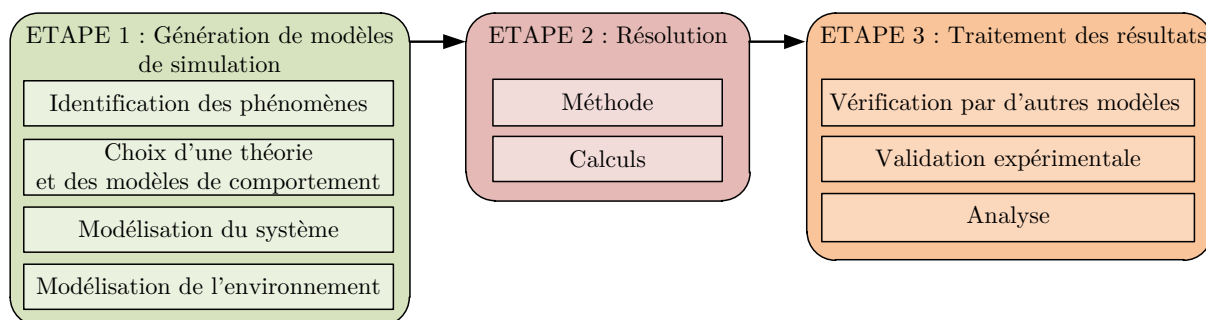 ETAPE 1 : Génération de modèles
de simulation
Identification des phénomènes
Choix d'une théorie
et des modèles de comportement
Modélisation du système
Modélisation de l'environnement
ETAPE 2 : Résolution
Méthode
Calculs
ETAPE 3 : Traitement des résultats
Vérification par d'autres modèles
Validation expérimentale
Analyse